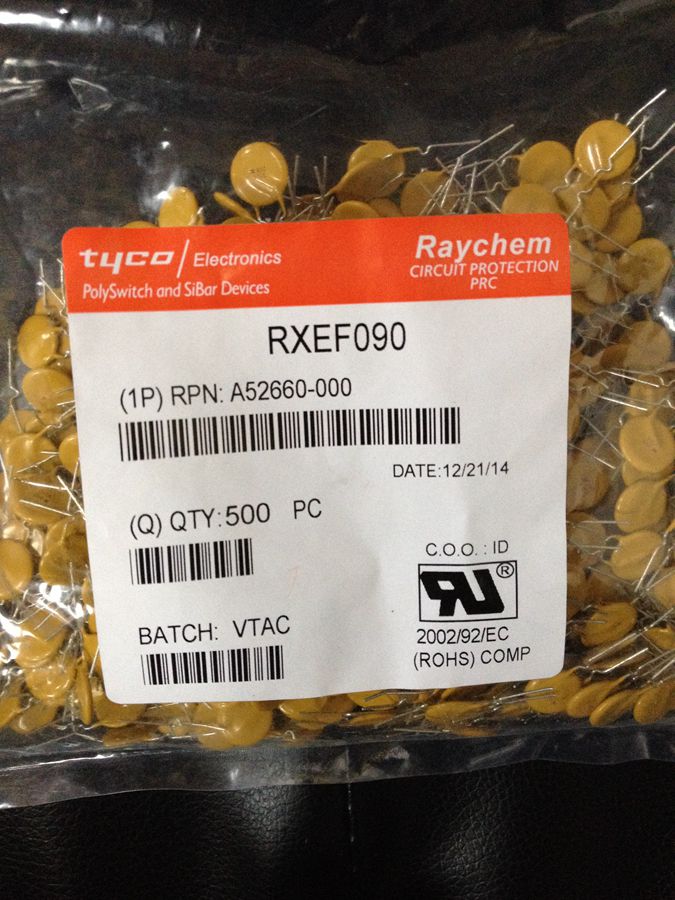 tyco / Electronics
PolySwitch and SiBar Devices
Raychem
CIRCUIT PROTECTION
PRC
RXEF090
(1P) RPN: A52660-000
DATE:12/21/14
(Q) QTY: 500 PC
C.O.O. : ID
RU®
BATCH: VTAC
2002/92/EC
(ROHS) COMP